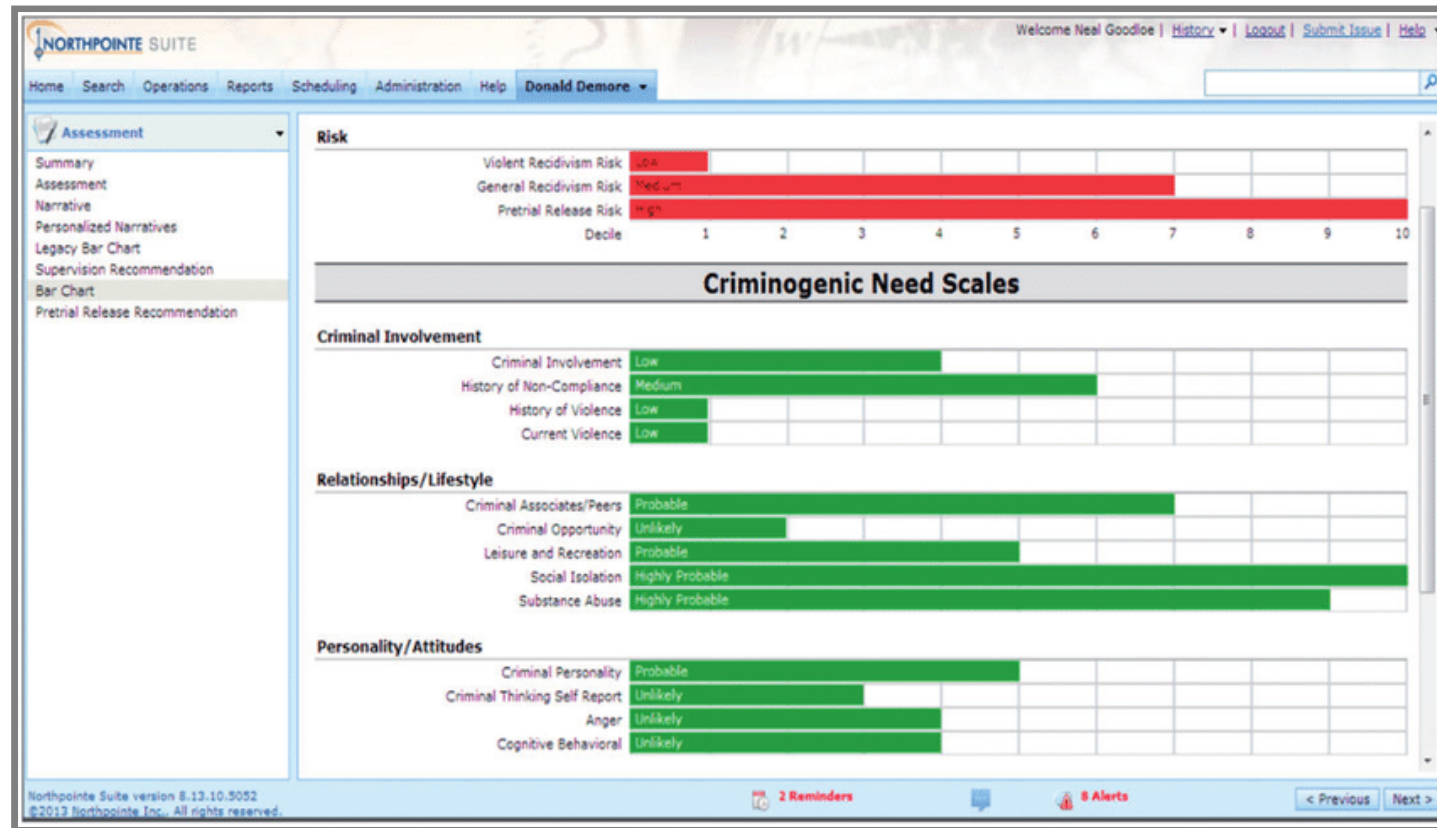 NORTHPOINTE SUITE
Welcome Neal Goodloe | History | Logout | Submit Issue | Help
Home Search Operations Reports Scheduling Administration Help Donald Demore
Assessment
Summary
Assessment
Narrative
Personalized Narratives
Legacy Bar Chart
Supervision Recommendation
Bar Chart
Pretrial Release Recommendation
Risk
Violent Recidivism Risk Low
General Recidivism Risk Medium
Pretrial Release Risk High
Decile 1 2 3 4 5 6 7 8 9 10
Criminogenic Need Scales
Criminal Involvement
Criminal Involvement Low
History of Non-Compliance Medium
History of Violence Low
Current Violence Low
Relationships/Lifestyle
Criminal Associates/Peers Probable
Criminal Opportunity Unlikely
Leisure and Recreation Probable
Social Isolation Highly Probable
Substance Abuse Highly Probable
Personality/Attitudes
Criminal Personality Probable
Criminal Thinking Self Report Unlikely
Anger Unlikely
Cognitive Behavioral Unlikely
Northpointe Suite version 8.13.10.5052
©2013 Northpointe Inc., All rights reserved.
2 Reminders
8 Alerts
< Previous Next >